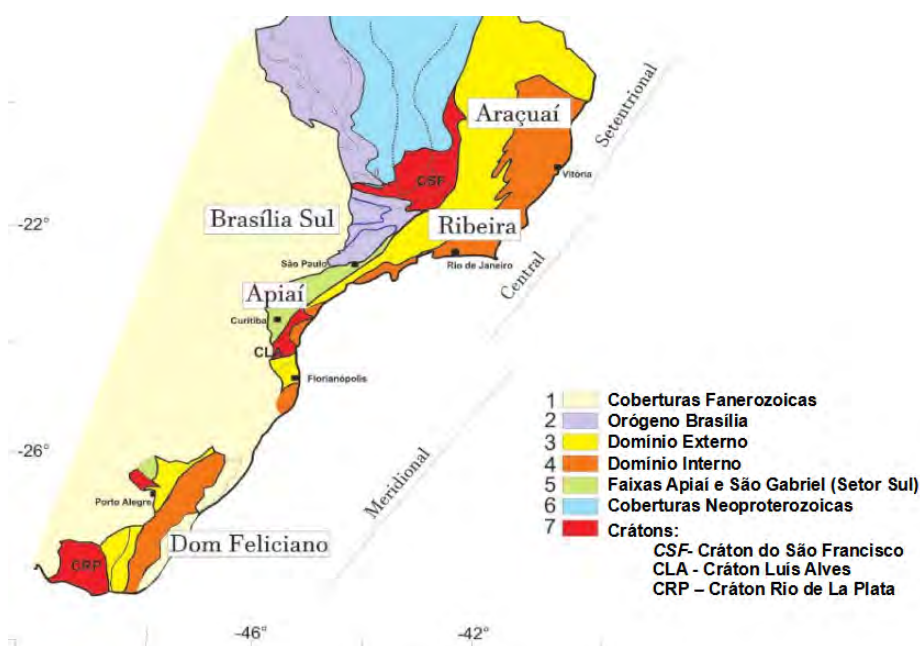 Araçuaí
Setentrional
CSF
Vitória
Brasília Sul
-22°
Ribeira
São Paulo
Rio de Janeiro
Central
Apiaí
Curitiba
CLA
Florianópolis
-26°
Meridional
Porto Alegre
Dom Feliciano
CRP
-46°
-42°
1 Coberturas Fanerozoicas
2 Orógeno Brasília
3 Domínio Externo
4 Domínio Interno
5 Faixas Apiaí e São Gabriel (Setor Sul)
6 Coberturas Neoproterozoicas
7 Crátons:
CSF- Cráton do São Francisco
CLA - Cráton Luís Alves
CRP – Cráton Rio de La Plata